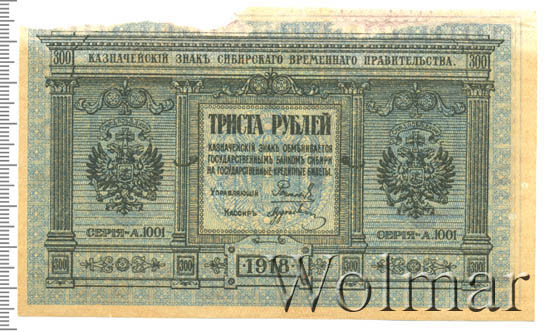 300 КАЗНАЧЕЙСКІЙ ЗНАКЪ СИБИРСКАГО ВРЕМЕННАГО ПРАВИТЕЛЬСТВА. 300
ТРИСТА РУБЛЕЙ
КАЗНАЧЕЙСКІЙ ЗНАКЪ ОБМѢНИВАЕТСЯ
ГОСУДАРСТВЕННЫМЪ БАНКОМЪ СИБИРИ
НА ГОСУДАРСТВЕННЫЕ КРЕДИТНЫЕ БИЛЕТЫ.
Управляющій
Кассиръ
СЕРІЯ-А.1001 СЕРІЯ-А.1001
300 300 1918 300 300
Wolmar